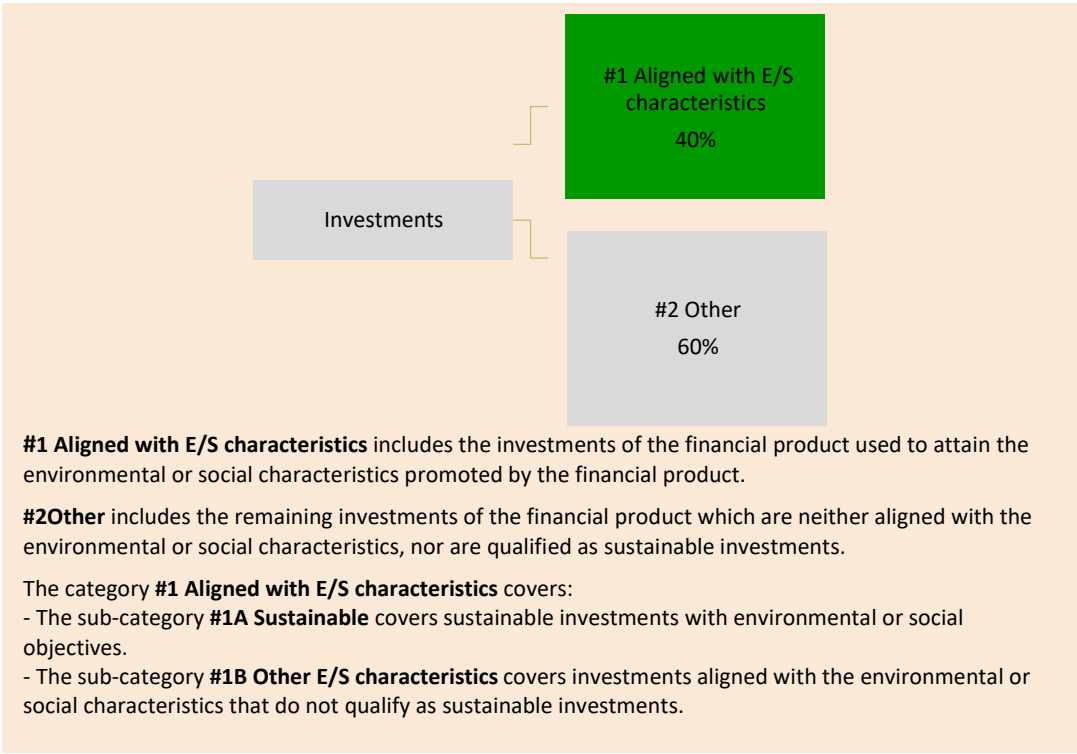 #1 Aligned with E/S
characteristics
40%
Investments
#2 Other
60%
#1 Aligned with E/S characteristics includes the investments of the financial product used to attain the
environmental or social characteristics promoted by the financial product.
#2Other includes the remaining investments of the financial product which are neither aligned with the
environmental or social characteristics, nor are qualified as sustainable investments.
The category #1 Aligned with E/S characteristics covers:
- The sub-category #1A Sustainable covers sustainable investments with environmental or social
objectives.
- The sub-category #1B Other E/S characteristics covers investments aligned with the environmental or
social characteristics that do not qualify as sustainable investments.